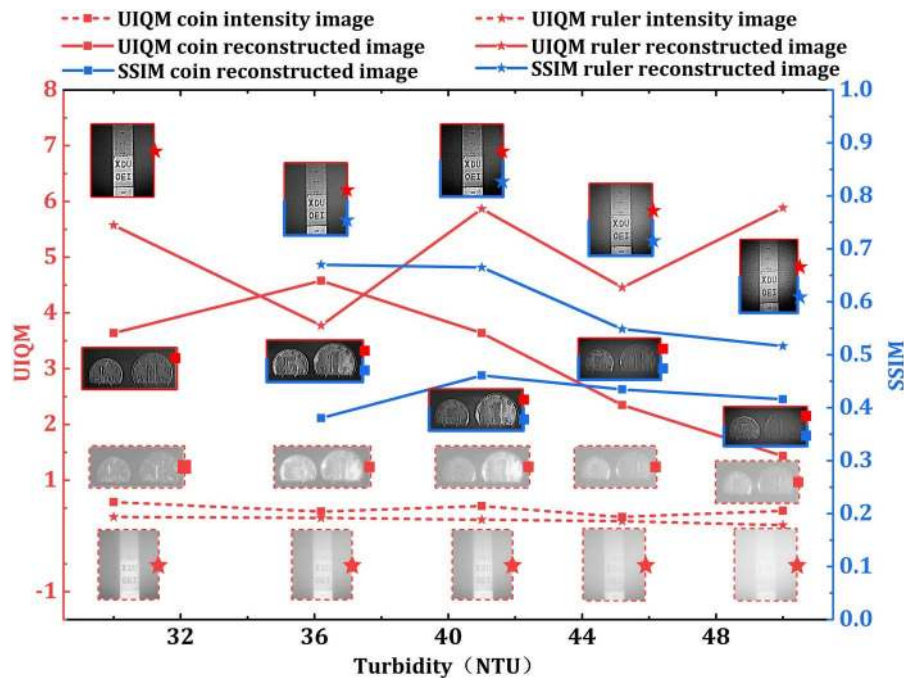 UIQM coin intensity image
UIQM ruler intensity image
UIQM coin reconstructed image
UIQM ruler reconstructed image
SSIM coin reconstructed image
SSIM ruler reconstructed image
8
7
6
5
4
3
2
1
-1
UIQM
1.0
0.9
0.8
0.7
0.6
0.5
0.4
0.3
0.2
0.1
0.0
SSIM
XDU
OEI
XDU
OEI
XDU
OEI
XDU
OEI
XDU
OEI
32
36
40
44
48
Turbidity（NTU）